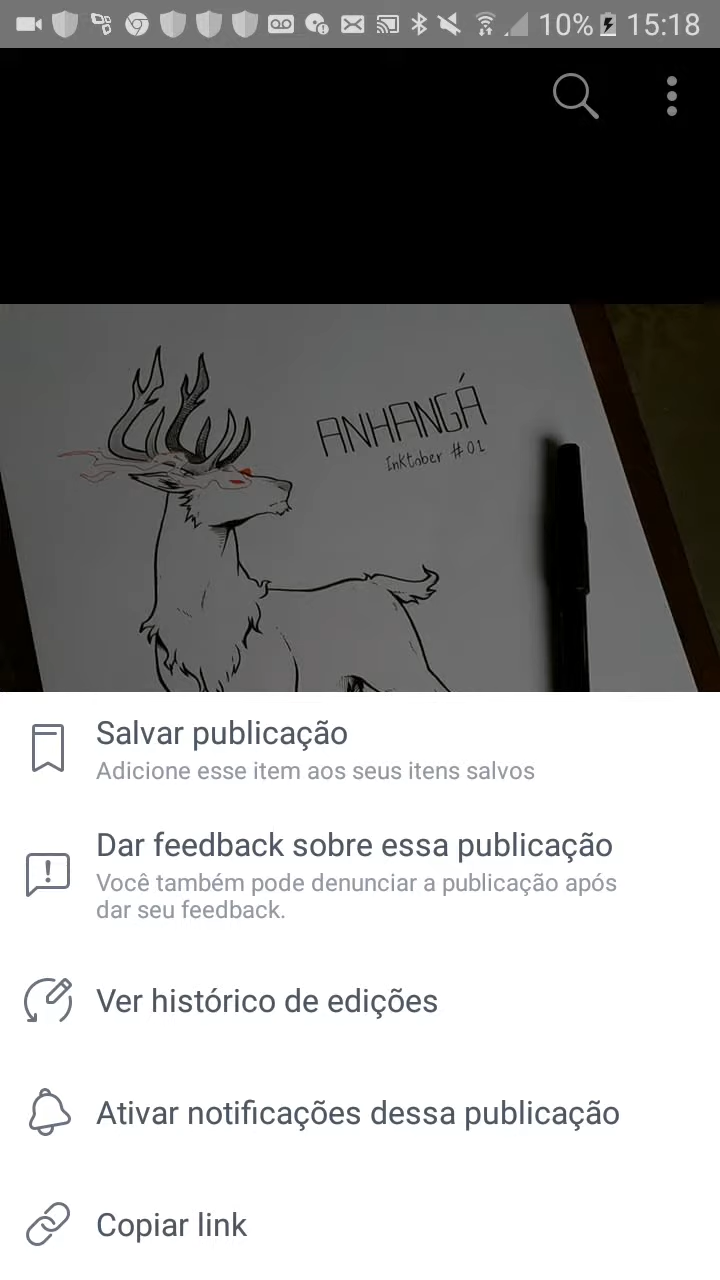 10% 15:18
ANHANGÁ
Inktober #01
Salvar publicação
Adicione esse item aos seus itens salvos
Dar feedback sobre essa publicação
Você também pode denunciar a publicação após
dar seu feedback.
Ver histórico de edições
Ativar notificações dessa publicação
Copiar link